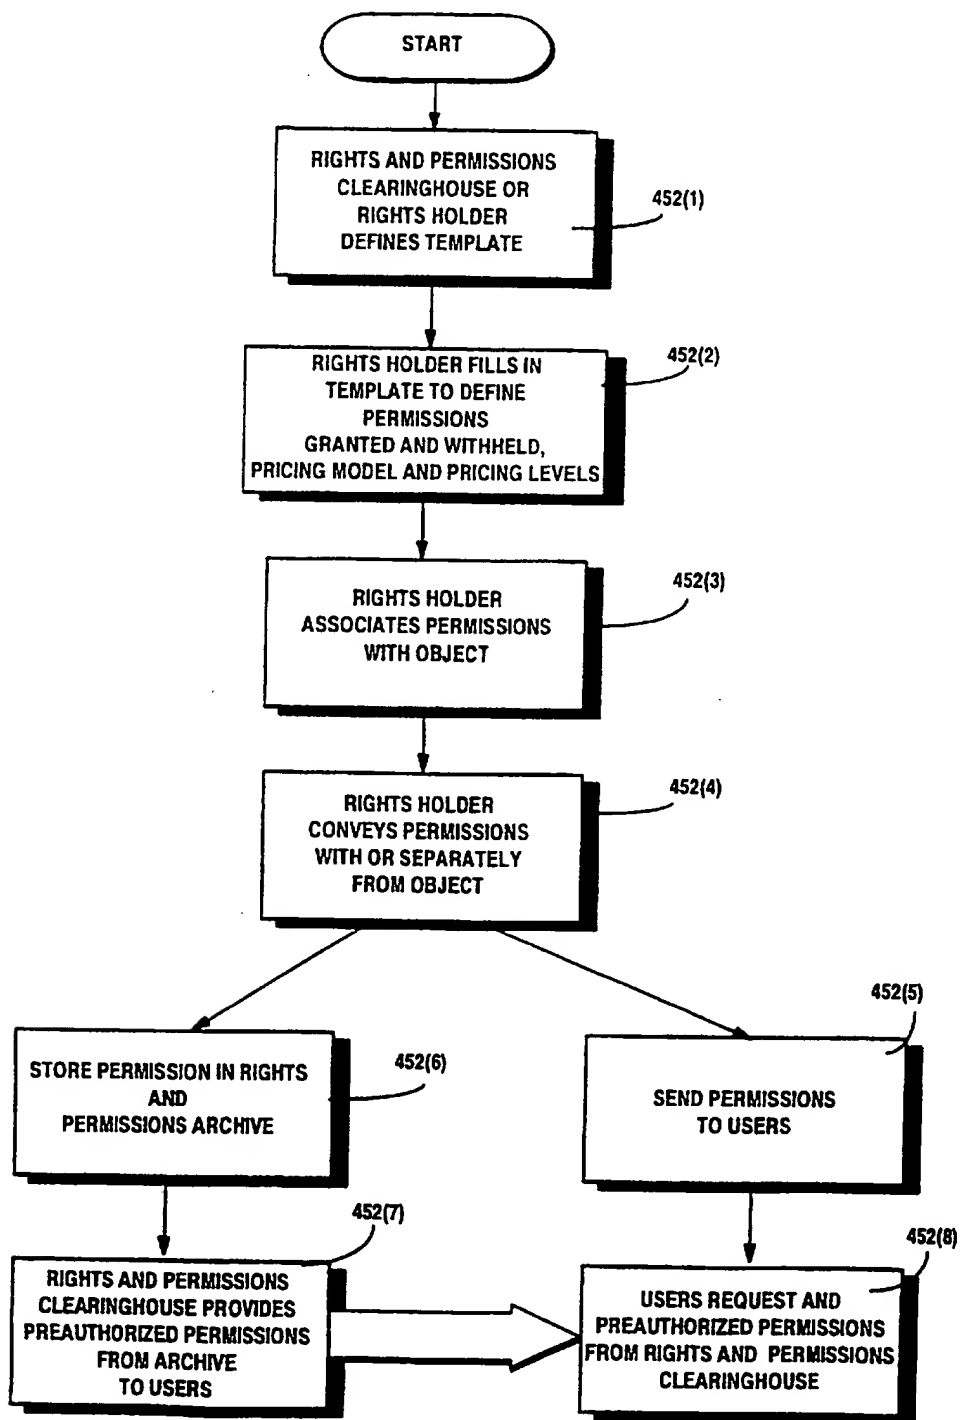 START
RIGHTS AND PERMISSIONS
CLEARINGHOUSE OR
RIGHTS HOLDER
DEFINES TEMPLATE
452(1)
RIGHTS HOLDER FILLS IN
TEMPLATE TO DEFINE
PERMISSIONS
GRANTED AND WITHHELD,
PRICING MODEL AND PRICING LEVELS
452(2)
RIGHTS HOLDER
ASSOCIATES PERMISSIONS
WITH OBJECT
452(3)
RIGHTS HOLDER
CONVEYS PERMISSIONS
WITH OR SEPARATELY
FROM OBJECT
452(4)
STORE PERMISSION IN RIGHTS
AND
PERMISSIONS ARCHIVE
452(6)
SEND PERMISSIONS
TO USERS
452(5)
RIGHTS AND PERMISSIONS
CLEARINGHOUSE PROVIDES
PREAUTHORIZED PERMISSIONS
FROM ARCHIVE
TO USERS
452(7)
USERS REQUEST AND
PREAUTHORIZED PERMISSIONS
FROM RIGHTS AND PERMISSIONS
CLEARINGHOUSE
452(8)